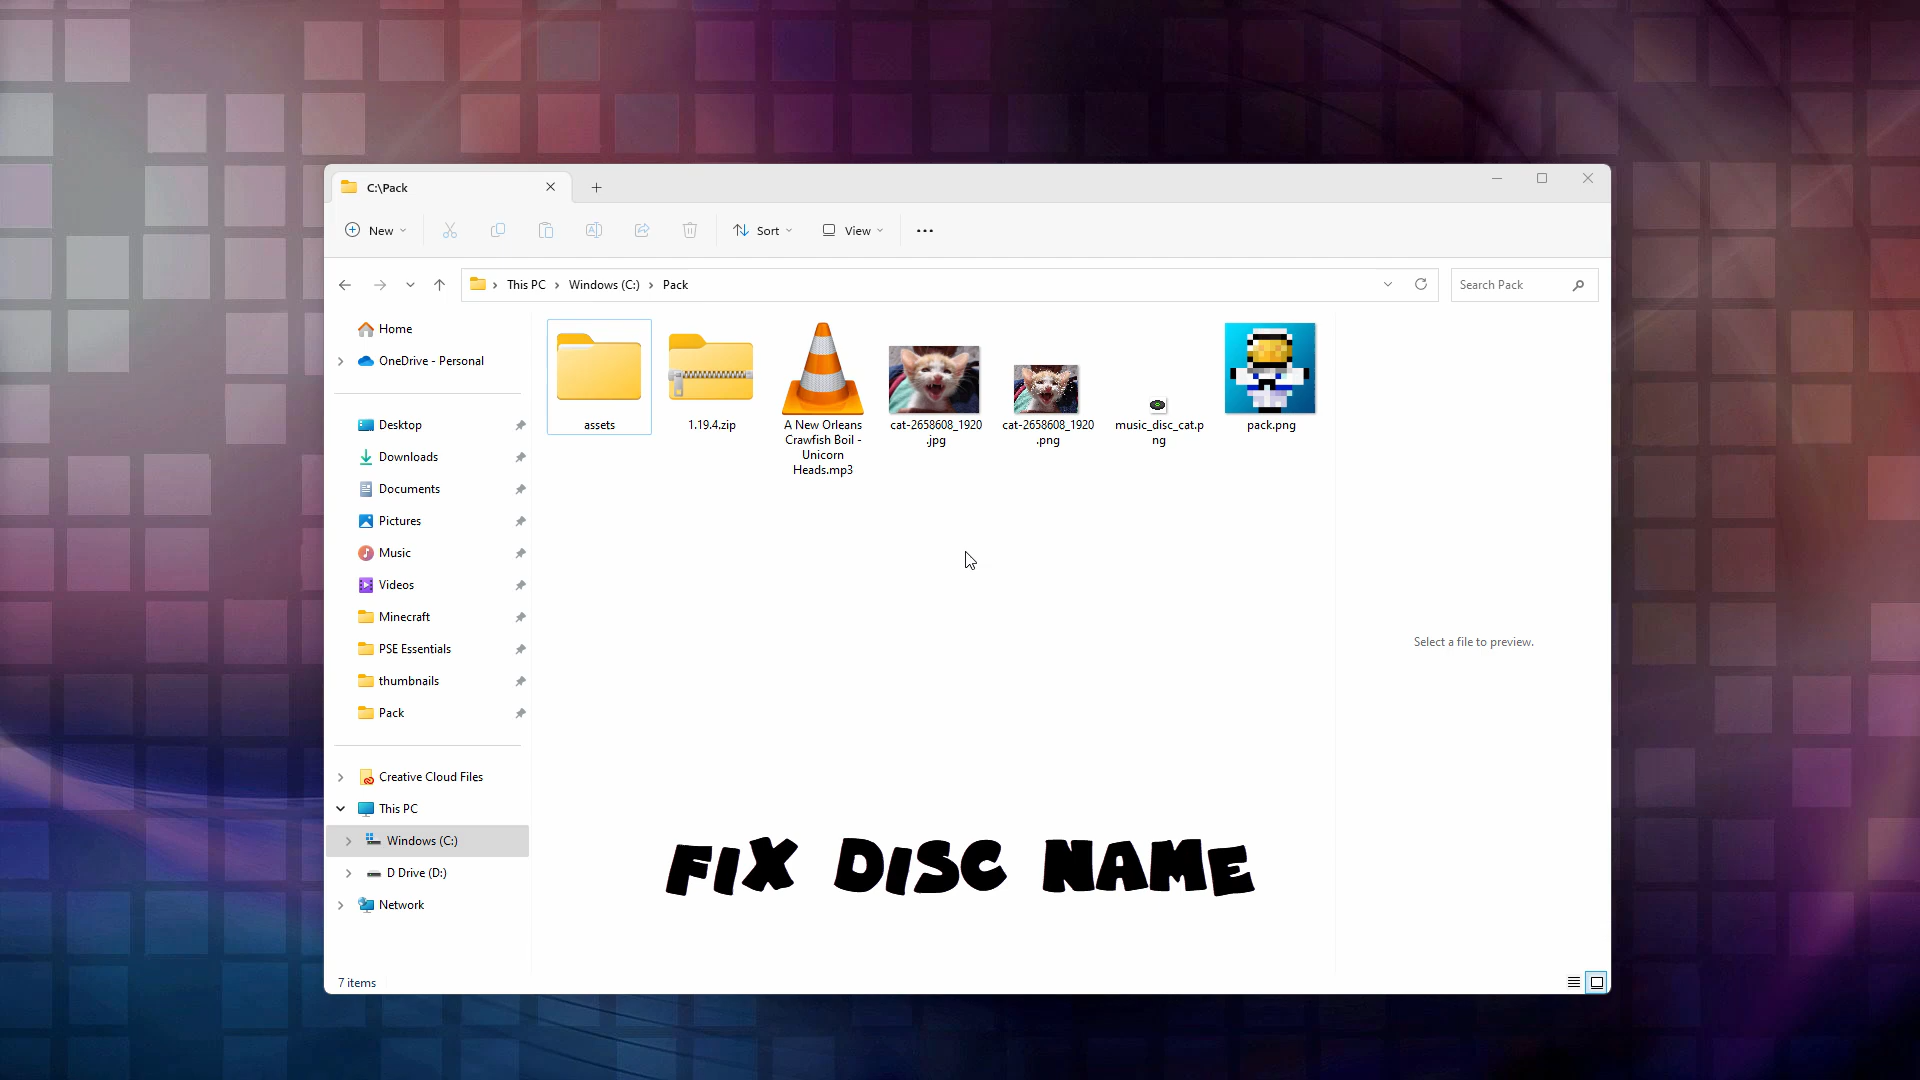 C:\Pack
New
Sort
View
This PC
Windows (C:)
Pack
Search Pack
Home
OneDrive - Personal
Desktop
Downloads
Documents
Pictures
Music
Videos
Minecraft
PSE Essentials
thumbnails
Pack
Creative Cloud Files
This PC
Windows (C:)
D Drive (D:)
Network
assets
1.19.4.zip
A New Orleans
Crawfish Boil -
Unicorn
Heads.mp3
cat-2658608_1920
.jpg
cat-2658608_1920
.png
music_disc_cat.p
ng
pack.png
Select a file to preview.
FIX DISC NAME
7 items